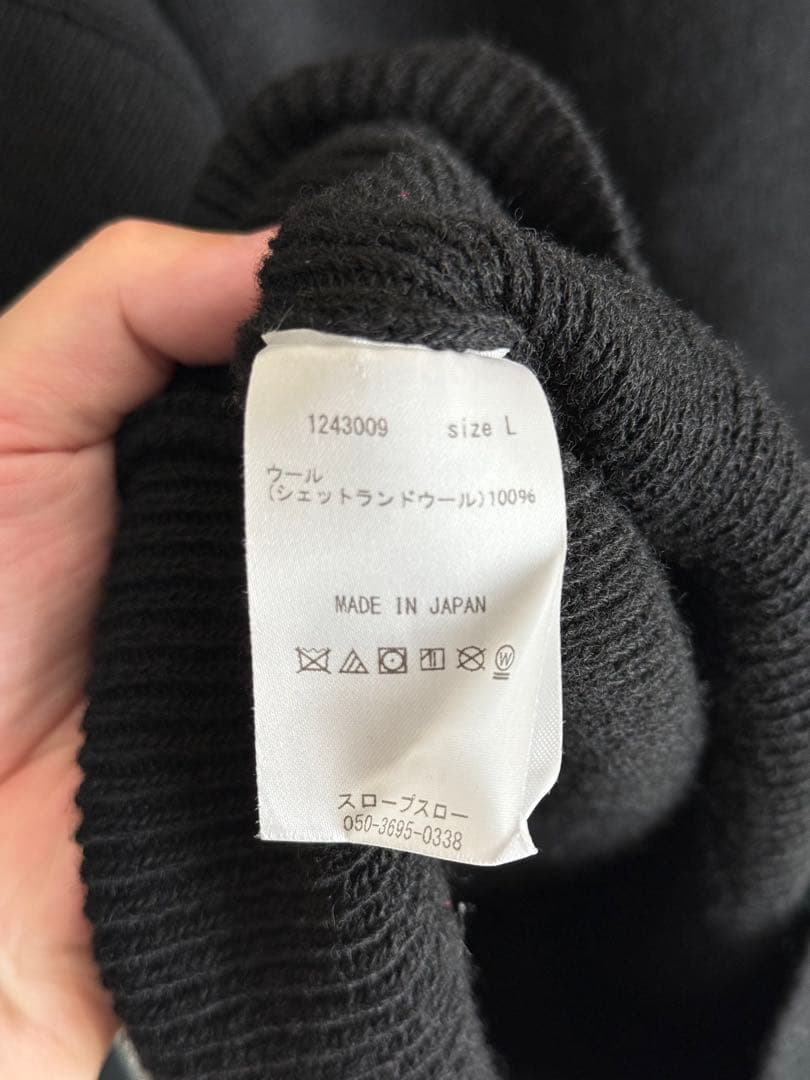 1243009 size L
ウール
(シェットランドウール)100%
MADE IN JAPAN
W
スロープスロー
050-3695-0338